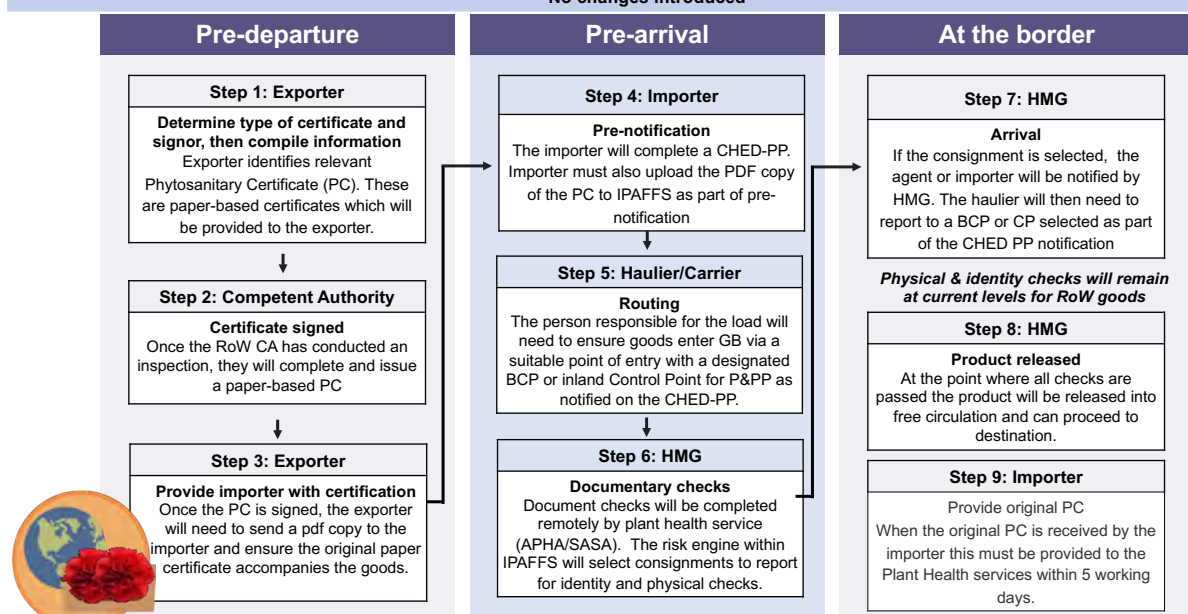 No changes introduced
Pre-departure
Step 1: Exporter
Determine type of certificate and
signor, then compile information
Exporter identifies relevant
Phytosanitary Certificate (PC). These
are paper-based certificates which will
be provided to the exporter.
Step 2: Competent Authority
Certificate signed
Once the RoW CA has conducted an
inspection, they will complete and issue
a paper-based PC
Step 3: Exporter
Provide importer with certification
Once the PC is signed, the exporter
will need to send a pdf copy to the
importer and ensure the original paper
certificate accompanies the goods.
Pre-arrival
Step 4: Importer
Pre-notification
The importer will complete a CHED-PP.
Importer must also upload the PDF copy
of the PC to IPAFFS as part of pre-
notification
Step 5: Haulier/Carrier
Routing
The person responsible for the load will
need to ensure goods enter GB via a
suitable point of entry with a designated
BCP or inland Control Point for P&PP as
notified on the CHED-PP.
Step 6: HMG
Documentary checks
Document checks will be completed
remotely by plant health service
(APHA/SASA). The risk engine within
IPAFFS will select consignments to report
for identity and physical checks.
At the border
Step 7: HMG
Arrival
If the consignment is selected, the
agent or importer will be notified by
HMG. The haulier will then need to
report to a BCP or CP selected as part
of the CHED PP notification
Physical & identity checks will remain
at current levels for RoW goods
Step 8: HMG
Product released
At the point where all checks are
passed the product will be released into
free circulation and can proceed to
destination.
Step 9: Importer
Provide original PC
When the original PC is received by the
importer this must be provided to the
Plant Health services within 5 working
days.